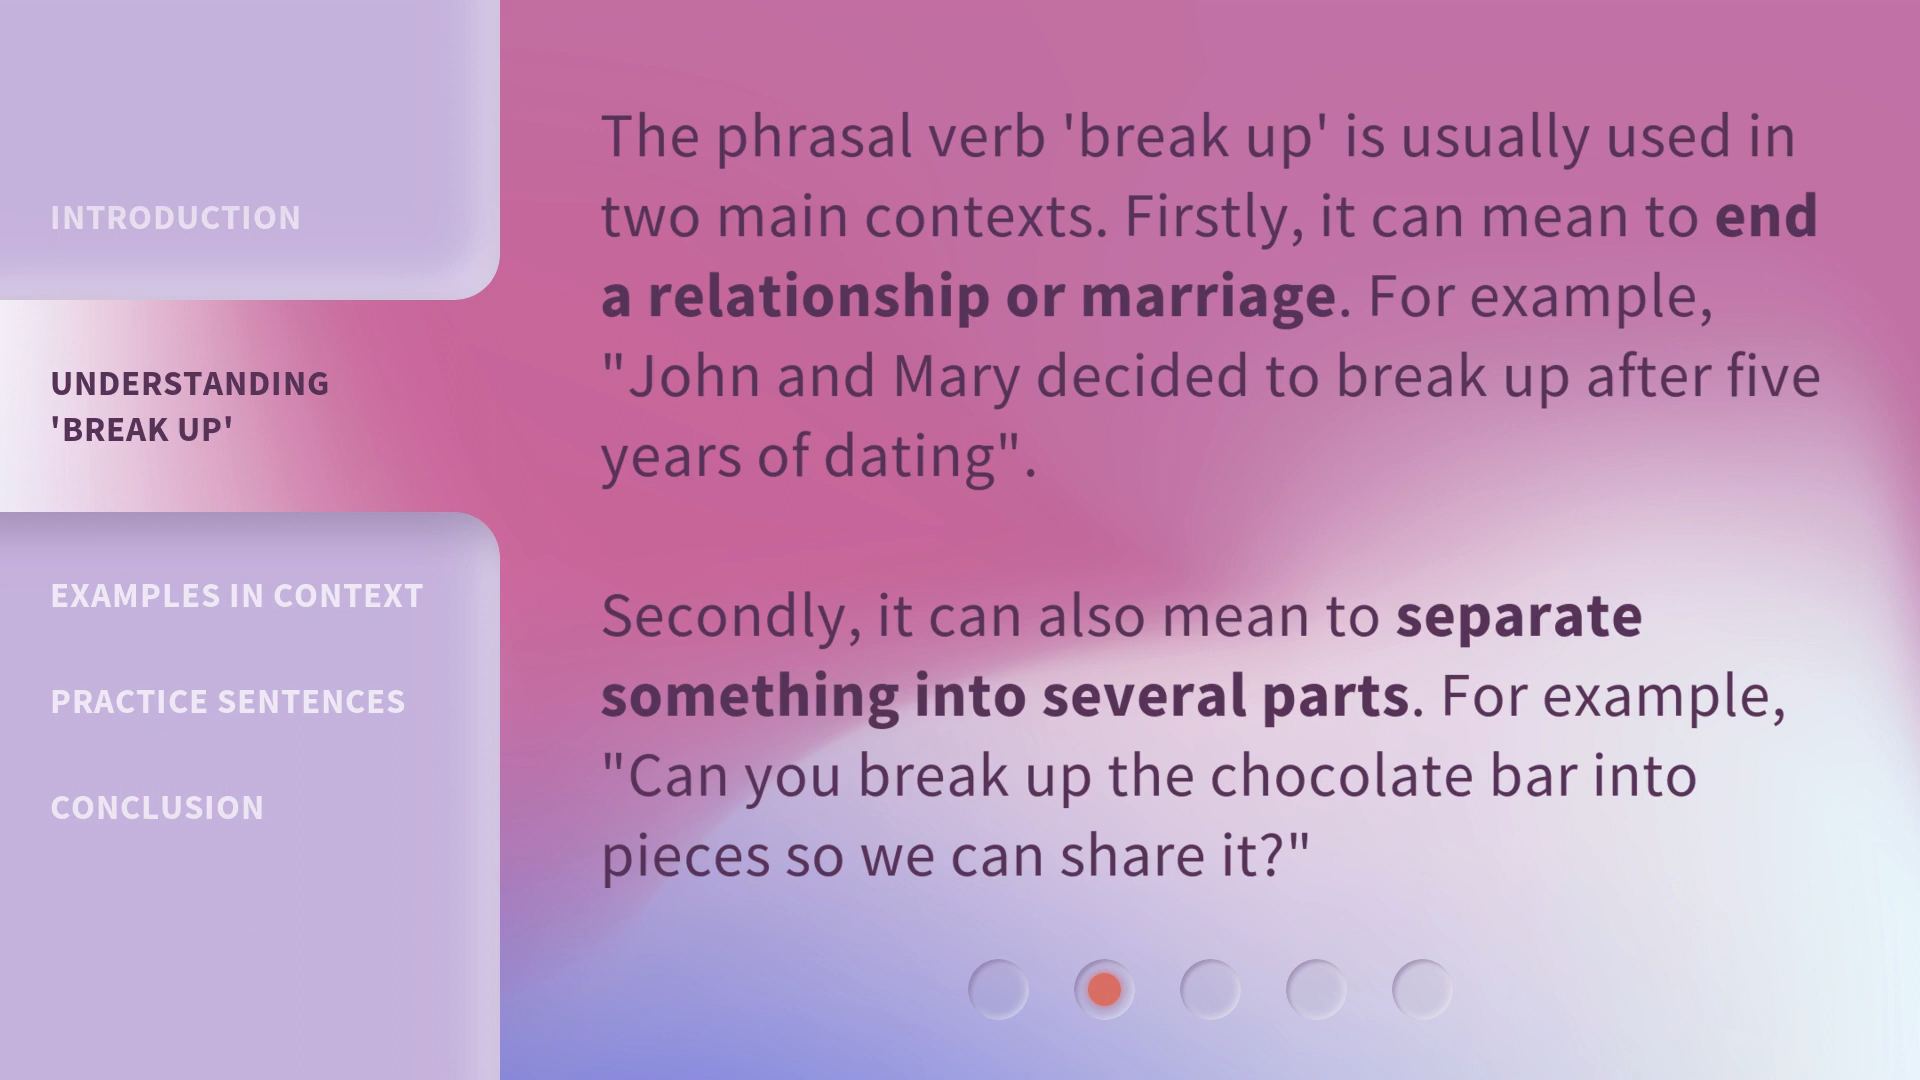 INTRODUCTION
UNDERSTANDING
'BREAK UP'
EXAMPLES IN CONTEXT
PRACTICE SENTENCES
CONCLUSION
The phrasal verb 'break up' is usually used in
two main contexts. Firstly, it can mean to end
a relationship or marriage. For example,
"John and Mary decided to break up after five
years of dating".
Secondly, it can also mean to separate
something into several parts. For example,
"Can you break up the chocolate bar into
pieces so we can share it?"